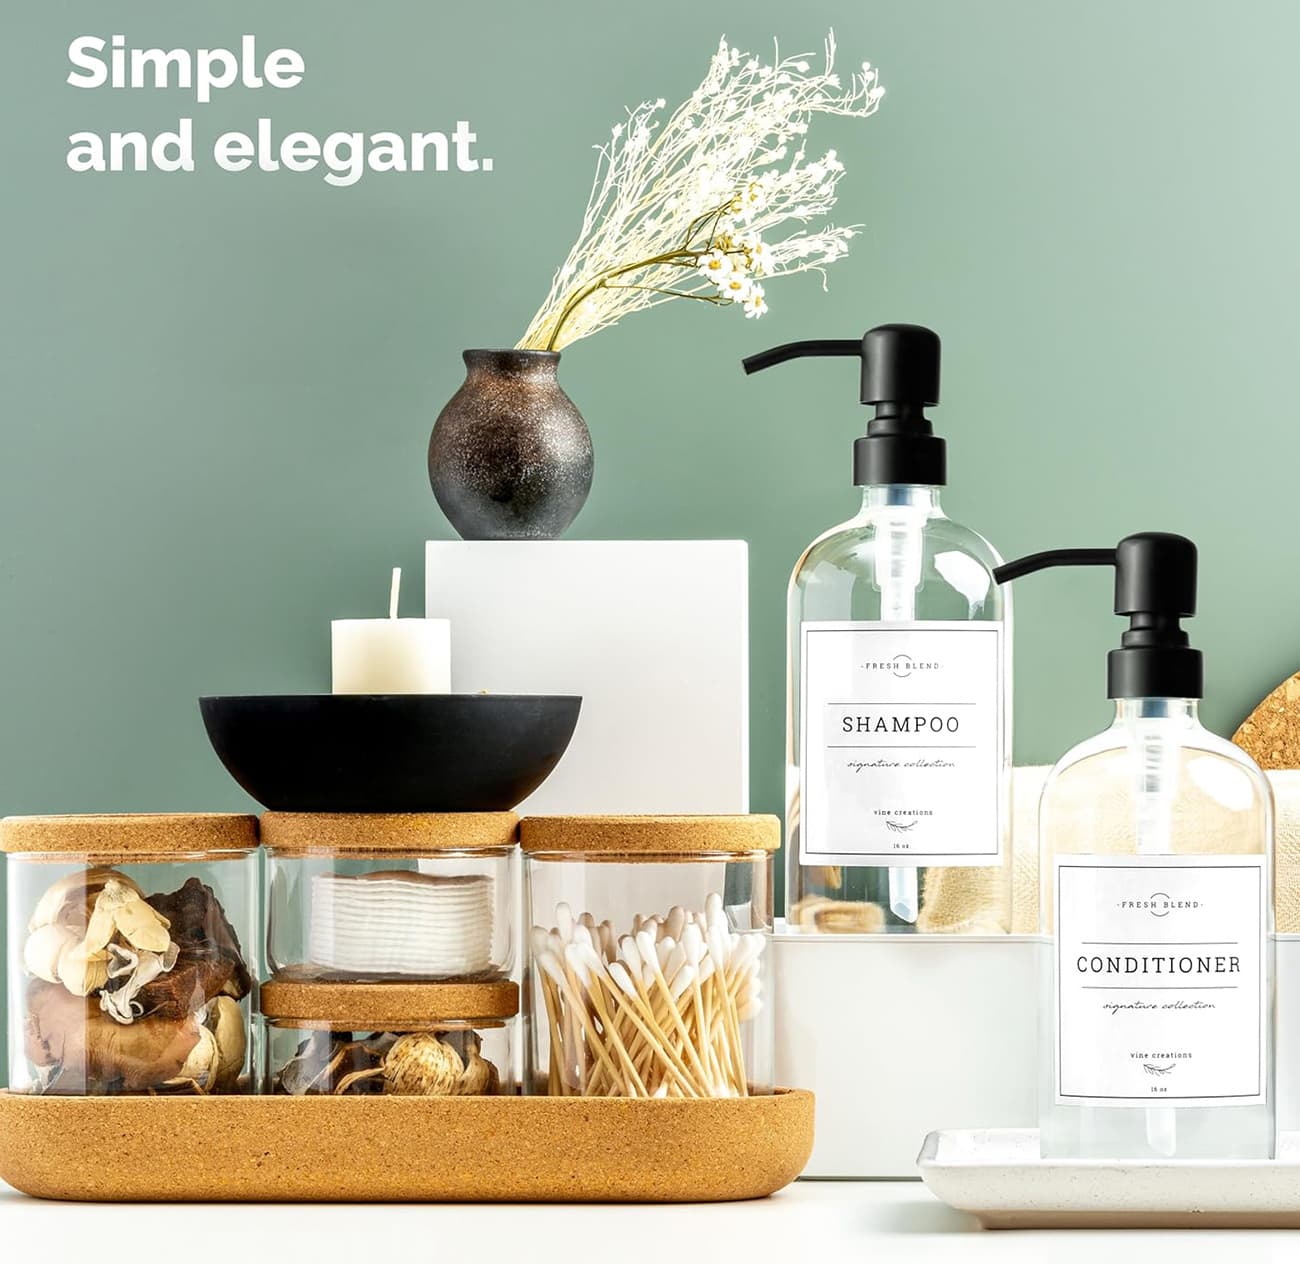 Simple
and elegant.
·FRESH BLEND·
SHAMPOO
signature collection
vine creations
16 oz
·FRESH BLEND·
CONDITIONER
signature collection
vine creations
16 oz